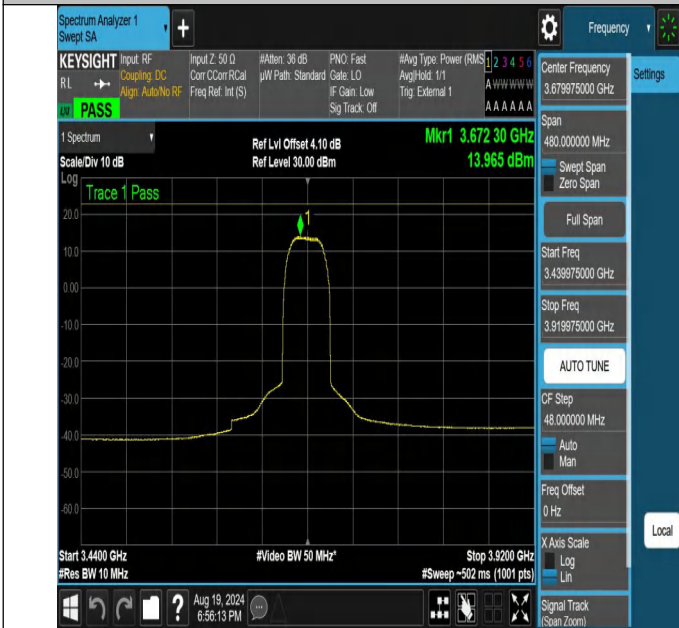 Spectrum Analyzer 1
Swept SA
+
Frequency
KEYSIGHT
RL
PASS
Input: RF
Coupling: DC
Align: Auto/No RF
Input Z: 50 Ω
Corr CCorr RCal
Freq Ref: Int (S)
#Atten: 36 dB
µW Path: Standard
PNO: Fast
Gate: LO
IF Gain: Low
Sig Track: Off
#Avg Type: Power (RMS
Avg|Hold: 1/1
Trig: External 1
1 2 3 4 5 6
A W W W W W
A A A A A A
1 Spectrum
Scale/Div 10 dB
Log
Ref Lvl Offset 4.10 dB
Ref Level 30.00 dBm
Mkr1 3.672 30 GHz
13.965 dBm
Trace 1 Pass
1
20.0
10.0
0.00
-10.0
-20.0
-30.0
-40.0
-50.0
-60.0
Start 3.4400 GHz
#Res BW 10 MHz
#Video BW 50 MHz*
Stop 3.9200 GHz
#Sweep ~502 ms (1001 pts)
?
Aug 19, 2024
6:56:13 PM
Center Frequency
3.679975000 GHz
Span
480.000000 MHz
Swept Span
Zero Span
Full Span
Start Freq
3.439975000 GHz
Stop Freq
3.919975000 GHz
AUTO TUNE
CF Step
48.000000 MHz
Auto
Man
Freq Offset
0 Hz
X Axis Scale
Log
Lin
Signal Track
(Span Zoom)
Settings
Local